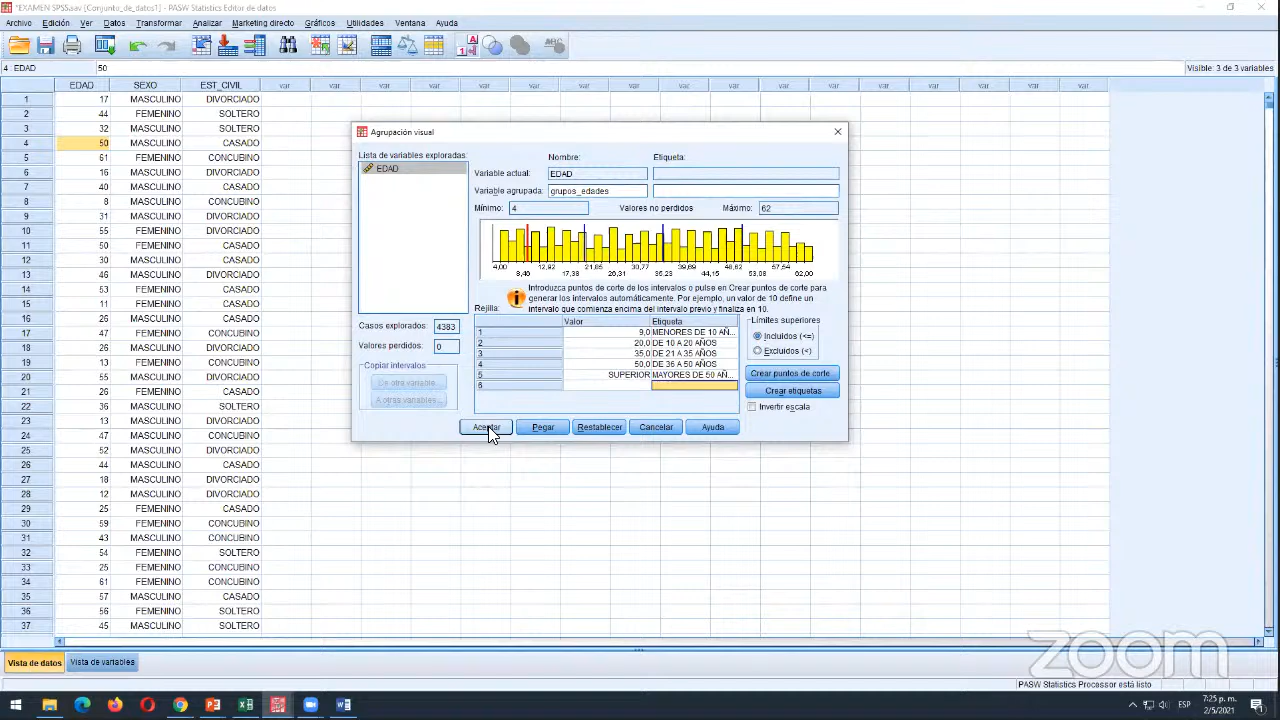 *EXAMEN SPSSaav [Conjunto_de_datos1] - PASW Statistics Editor de datos
Archivo Edición Ver Datos Transformar Analizar Marketing directo Gráficos Utilidades Ventana Ayuda
4 : EDAD 50 Visible: 3 de 3 variables
EDAD SEXO EST_CIVIL var var var var var var var var var var var var var var var var var
1 17 MASCULINO DIVORCIADO
2 44 FEMENINO SOLTERO
3 32 MASCULINO SOLTERO
4 50 MASCULINO CASADO
5 61 FEMENINO CONCUBINO
6 16 MASCULINO DIVORCIADO
7 40 MASCULINO CASADO
8 8 MASCULINO CONCUBINO
9 31 MASCULINO DIVORCIADO
10 55 FEMENINO DIVORCIADO
11 50 FEMENINO CASADO
12 30 MASCULINO CASADO
13 46 MASCULINO DIVORCIADO
14 53 FEMENINO CASADO
15 11 FEMENINO CASADO
16 47 FEMENINO CONCUBINO
18 26 MASCULINO DIVORCIADO
19 13 FEMENINO CONCUBINO
20 24 MASCULINO DIVORCIADO
21 26 FEMENINO CASADO
22 36 MASCULINO SOLTERO
23 13 MASCULINO DIVORCIADO
24 47 MASCULINO CONCUBINO
25 52 MASCULINO DIVORCIADO
26 44 MASCULINO CASADO
27 18 MASCULINO DIVORCIADO
28 12 MASCULINO DIVORCIADO
29 25 FEMENINO CASADO
30 59 FEMENINO CONCUBINO
31 43 MASCULINO CONCUBINO
32 54 FEMENINO SOLTERO
33 25 FEMENINO CONCUBINO
34 61 FEMENINO CONCUBINO
35 57 MASCULINO CASADO
36 56 FEMENINO SOLTERO
37 45 MASCULINO SOLTERO
Agrupación visual
Lista de variables exploradas:
EDAD
Nombre: Etiqueta:
Variable actual: EDAD
Variable agrupada: grupos_edades
Mínimo: 4 Valores no perdidos Máximo: 62
4,00 12,92 21,85 30,77 39,69 48,62 57,54
8,46 17,38 26,31 35,23 44,15 53,08 62,00
Introduzca puntos de corte de los intervalos o pulse en Crear puntos de corte para
generar los intervalos automáticamente. Por ejemplo, un valor de 10 define un
intervalo que comienza encima del intervalo previo y finaliza en 10.
Rejilla:
Valor Etiqueta
1 9,0 MENORES DE 10 AÑ...
2 20,0 DE 10 A 20 AÑOS
3 35,0 DE 21 A 35 AÑOS
4 50,0 DE 36 A 50 AÑOS
5 SUPERIOR MAYORES DE 50 AÑ...
6
Casos explorados: 4383
Valores perdidos: 0
Copiar intervalos
De otra variable...
A otras variables...
Límites superiores
Incluidos (<=)
Excluidos (<)
Crear puntos de corte...
Crear etiquetas
Invertir escala
Aceptar Pegar Restablecer Cancelar Ayuda
Vista de datos Vista de variables
zoom
PASW Statistics Processor está listo
ESP 7:25 p. m.
2/5/2021